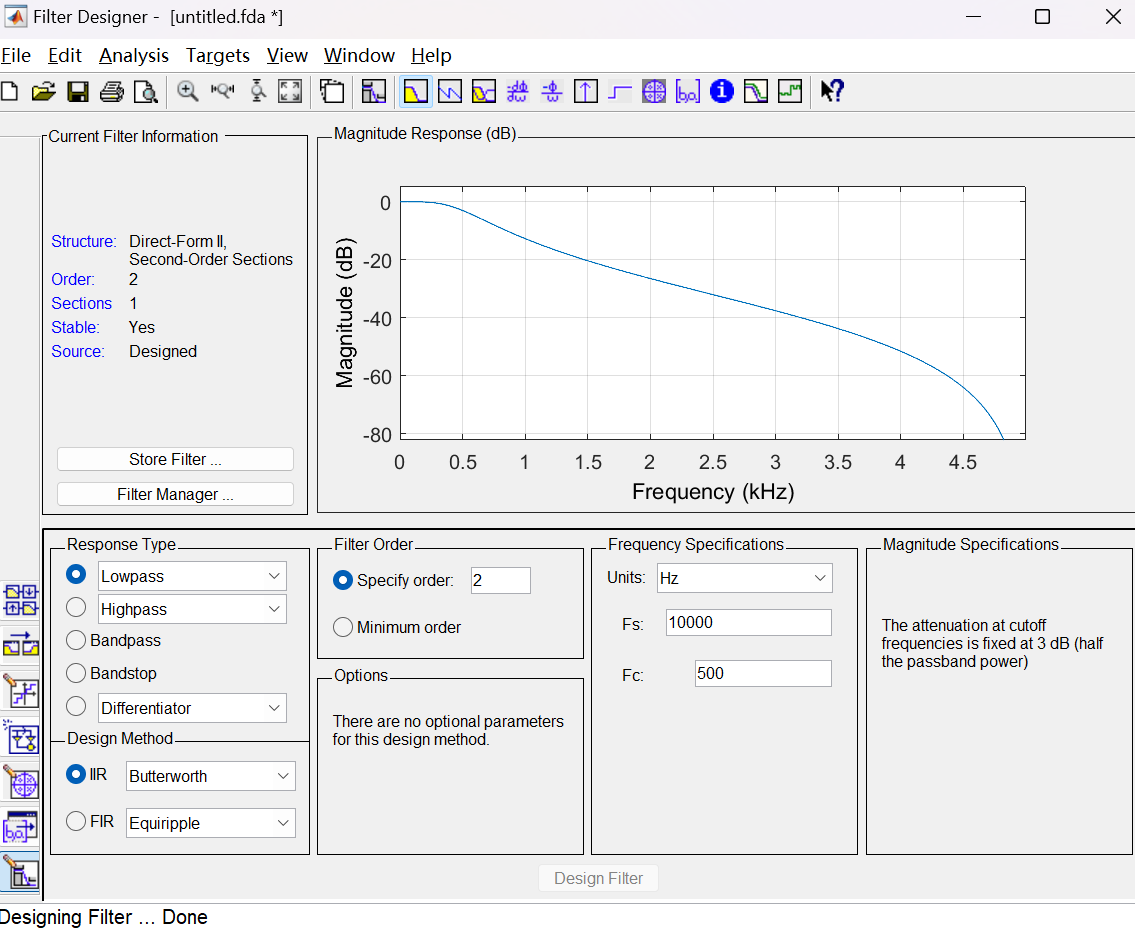 Filter Designer - [untitled.fda *]
File Edit Analysis Targets View Window Help
Current Filter Information
Structure: Direct-Form II,
Second-Order Sections
Order: 2
Sections 1
Stable: Yes
Source: Designed
Store Filter ...
Filter Manager ...
Magnitude Response (dB)
Magnitude (dB)
0
-20
-40
-60
-80
0 0.5 1 1.5 2 2.5 3 3.5 4 4.5
Frequency (kHz)
Response Type
Lowpass
Highpass
Bandpass
Bandstop
Differentiator
Design Method
IIR Butterworth
FIR Equiripple
Filter Order
Specify order: 2
Minimum order
Options
There are no optional parameters
for this design method.
Frequency Specifications
Units: Hz
Fs: 10000
Fc: 500
Magnitude Specifications
The attenuation at cutoff
frequencies is fixed at 3 dB (half
the passband power)
Design Filter
Designing Filter ... Done